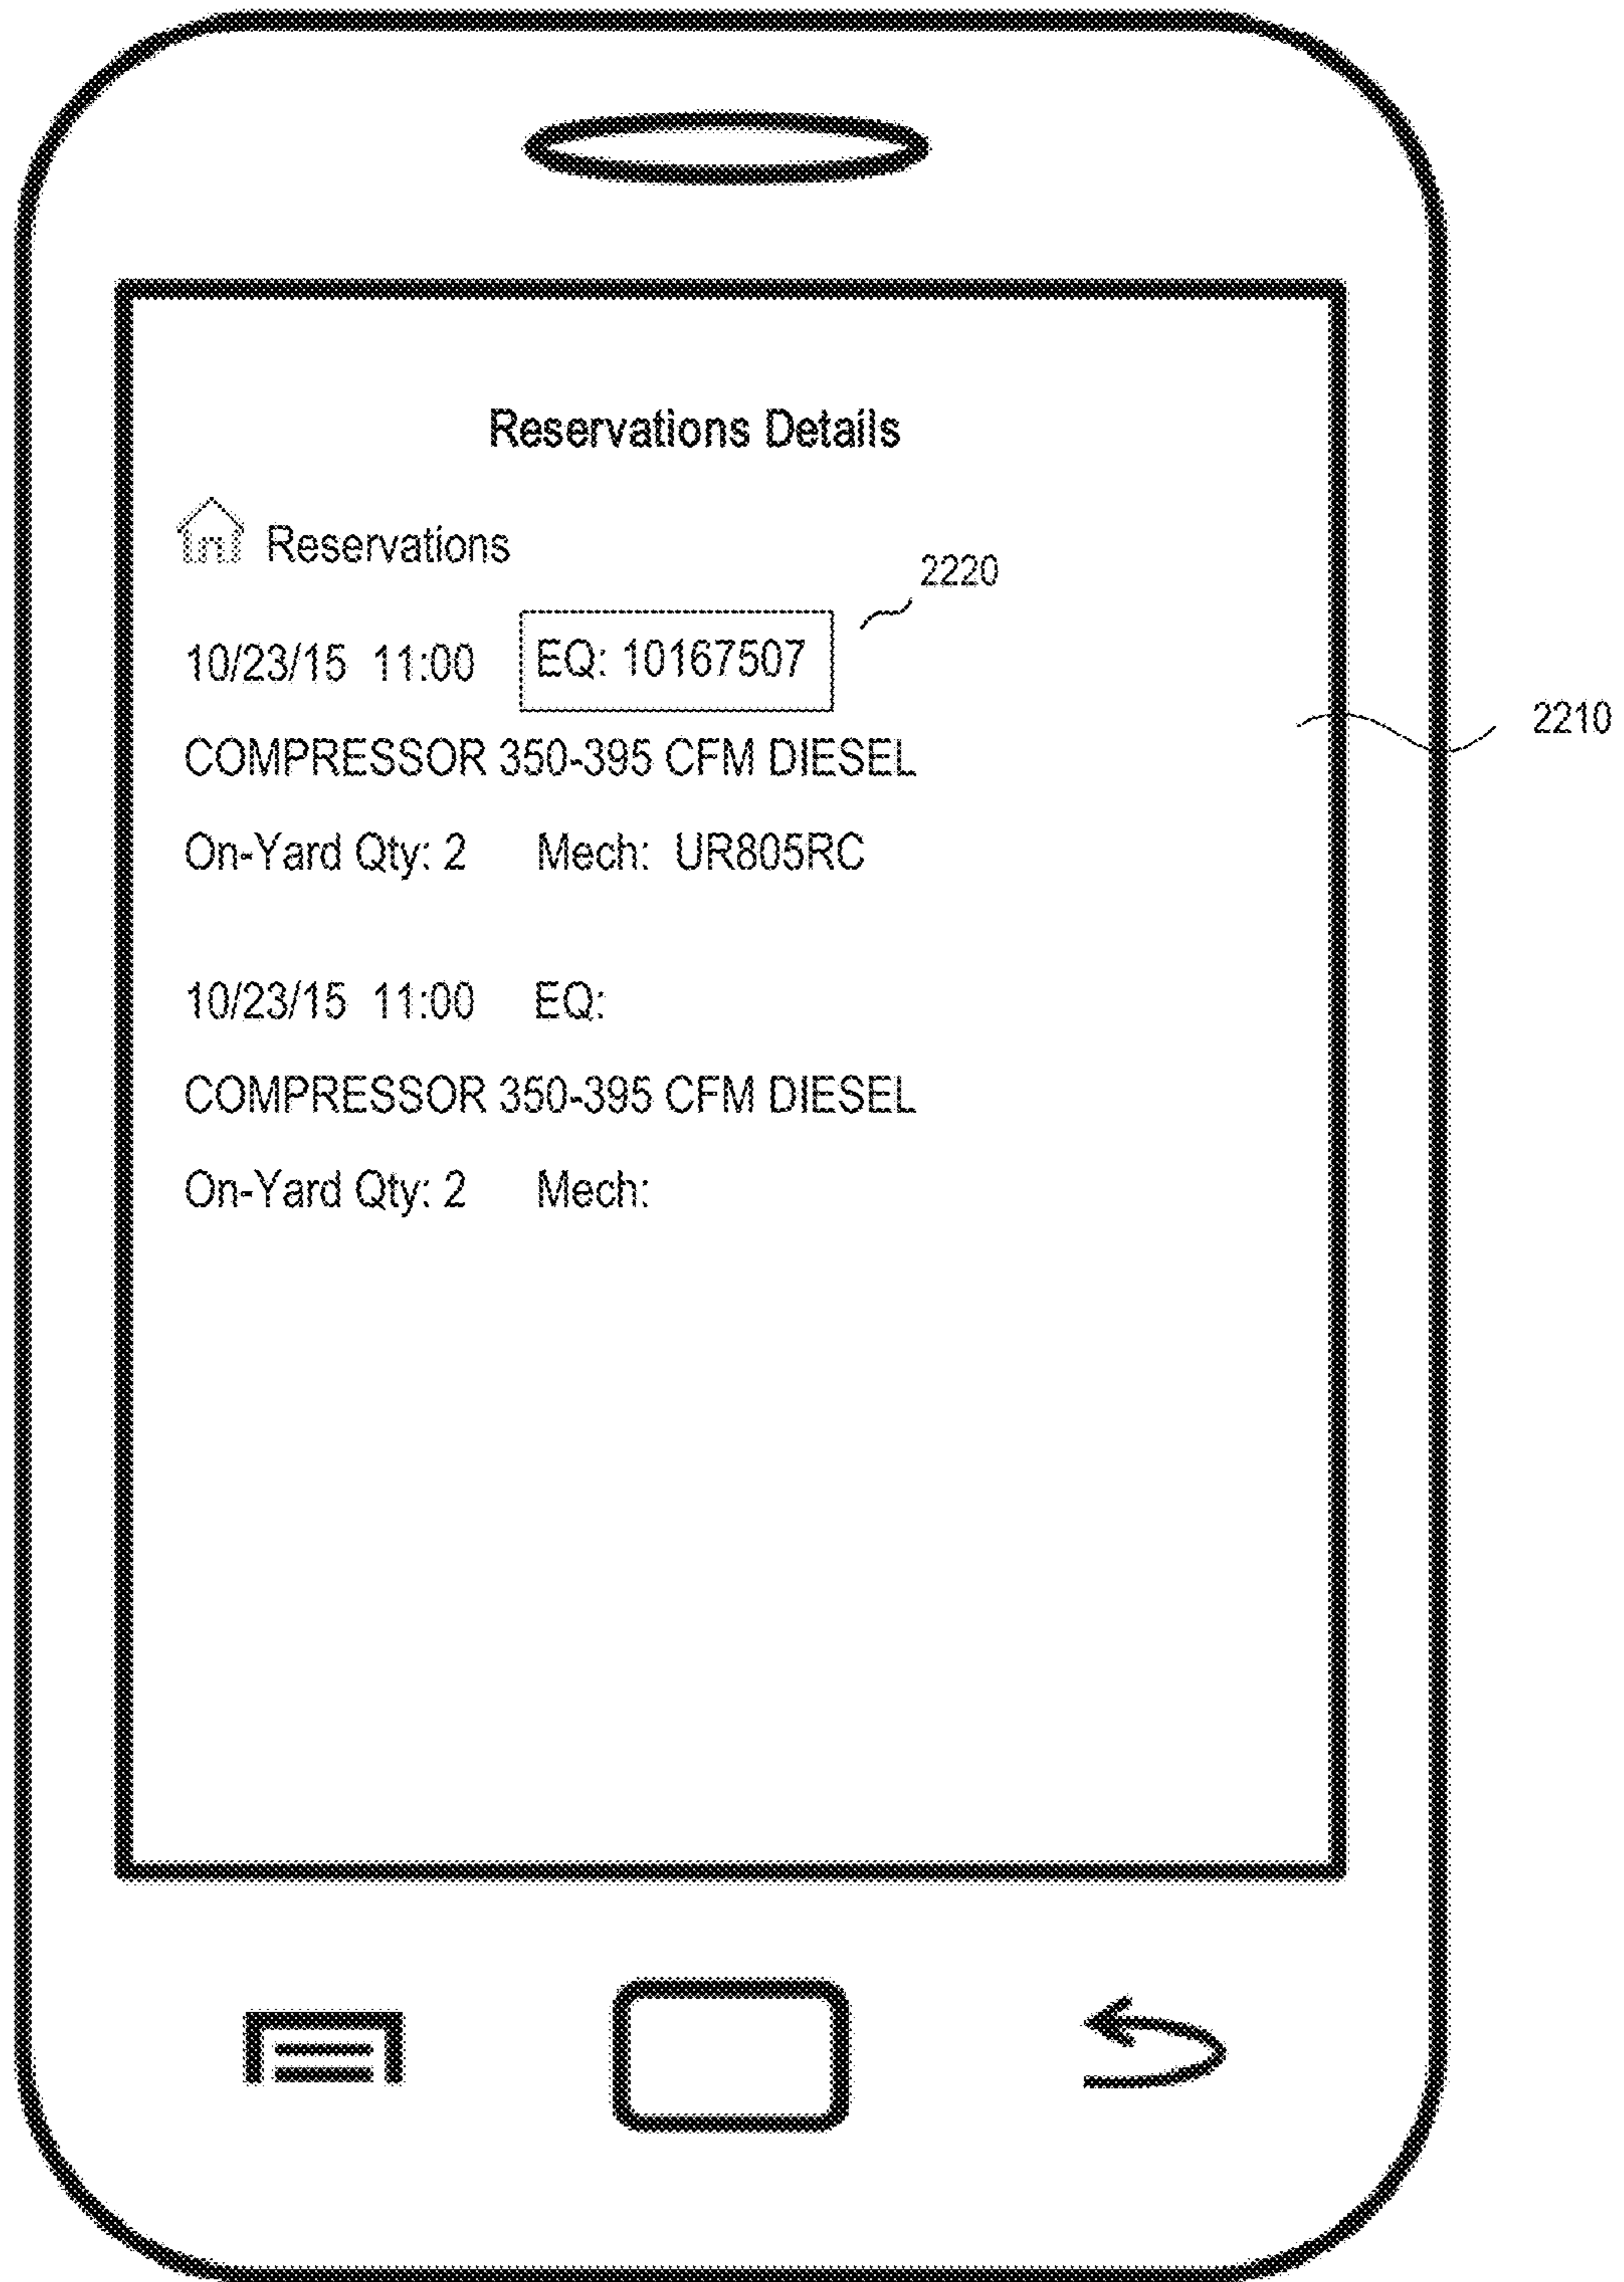 Reservations Details
Reservations
2220
10/23/15 11:00 EQ: 10167507
2210
COMPRESSOR 350-395 CFM DIESEL
On-Yard Qty: 2 Mech: UR805RC
10/23/15 11:00 EQ:
COMPRESSOR 350-395 CFM DIESEL
On-Yard Qty: 2 Mech: